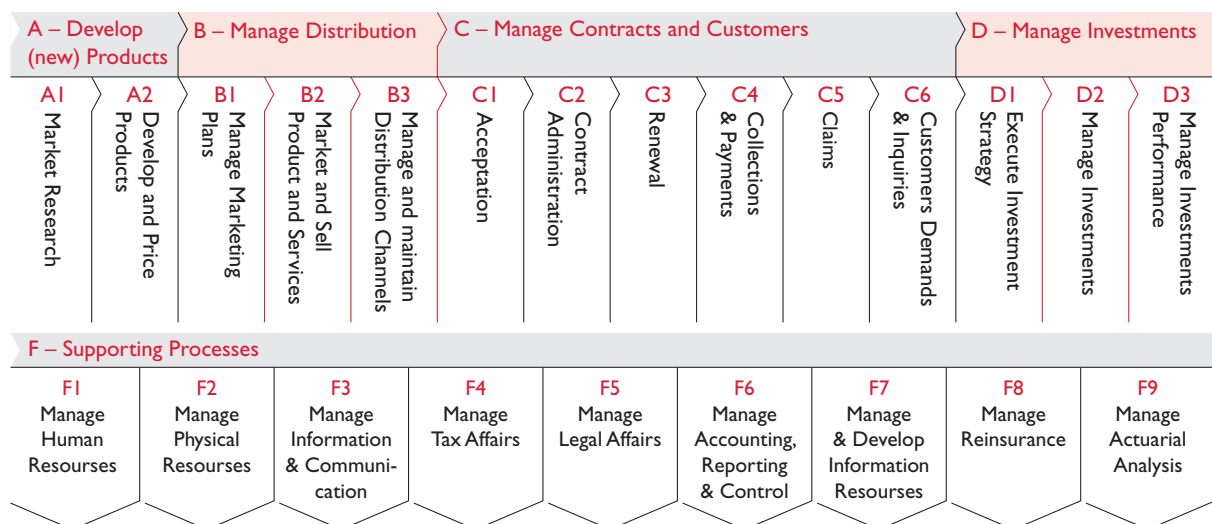 A – Develop
(new) Products
B – Manage Distribution
C – Manage Contracts and Customers
D – Manage Investments
A1
Market Research
A2
Develop and Price
Products
B1
Manage Marketing
Plans
B2
Market and Sell
Product and Services
B3
Manage and maintain
Distribution Channels
C1
Acceptation
C2
Contract
Administration
C3
Renewal
C4
Collections
& Payments
C5
Claims
C6
Customers Demands
& Inquiries
D1
Execute Investment
Strategy
D2
Manage Investments
D3
Manage Investments
Performance
F – Supporting Processes
F1
Manage
Human
Resourses
F2
Manage
Physical
Resourses
F3
Manage
Information
& Communi-
cation
F4
Manage
Tax Affairs
F5
Manage
Legal Affairs
F6
Manage
Accounting,
Reporting
& Control
F7
Manage
& Develop
Information
Resourses
F8
Manage
Reinsurance
F9
Manage
Actuarial
Analysis